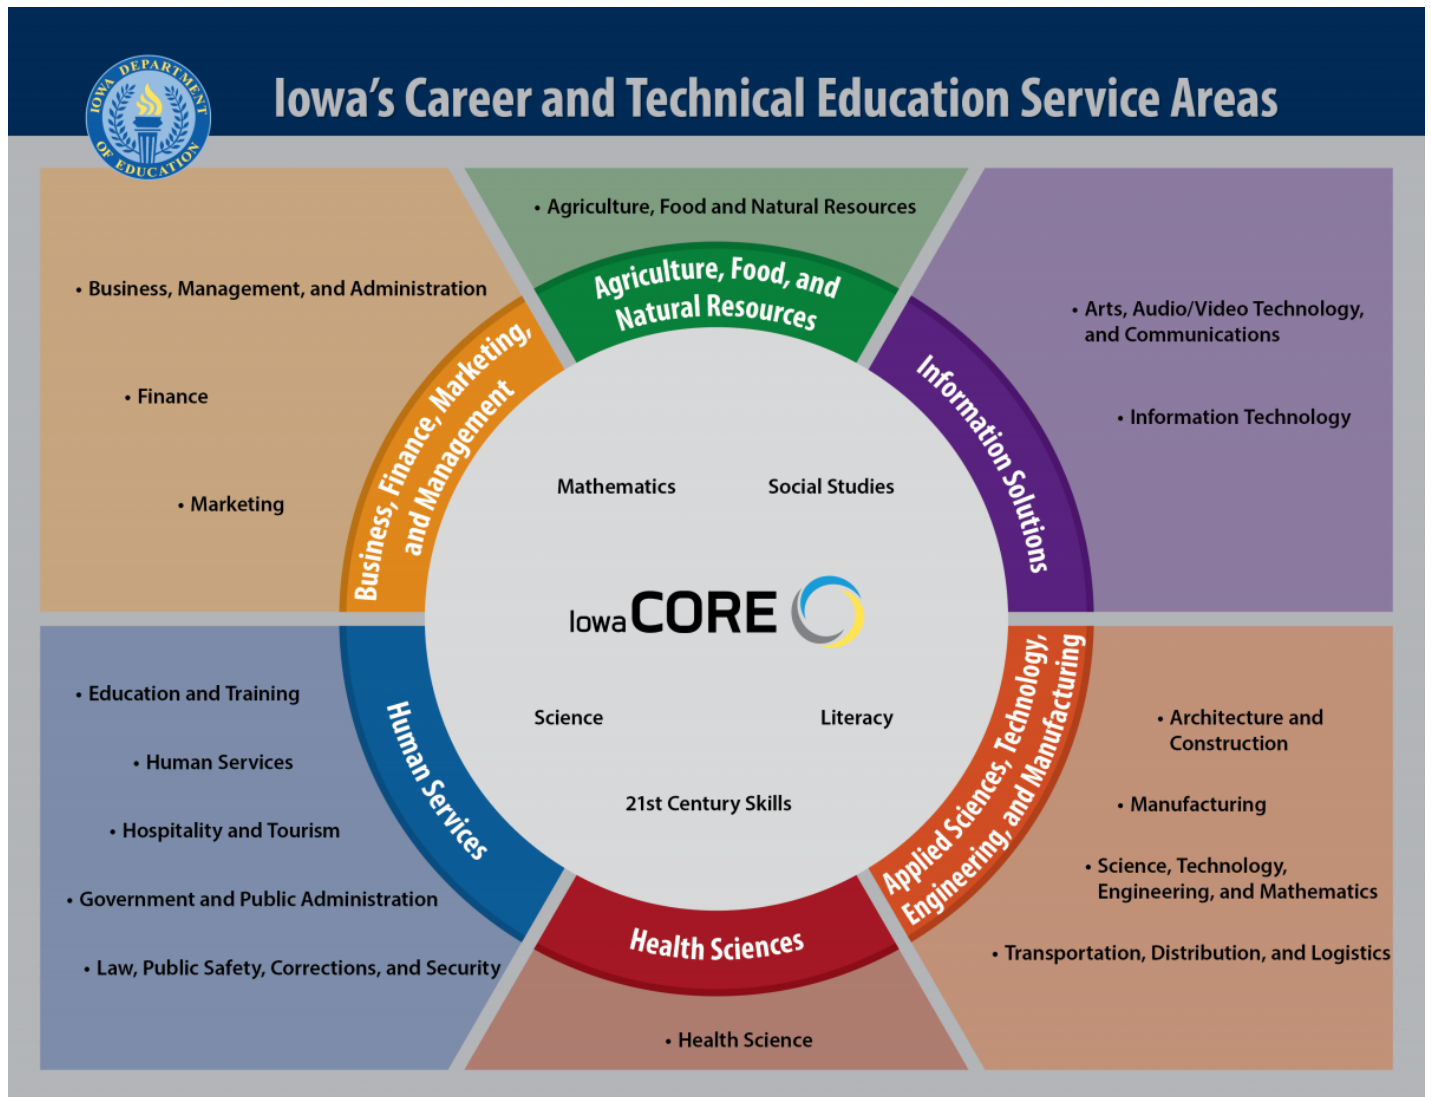 IOWA DEPARTMENT
OF EDUCATION
Iowa's Career and Technical Education Service Areas
• Business, Management, and Administration
• Finance
• Marketing
Business, Finance, Marketing,
and Management
• Agriculture, Food and Natural Resources
Agriculture, Food, and
Natural Resources
• Arts, Audio/Video Technology,
and Communications
• Information Technology
Information Solutions
Mathematics
Social Studies
Iowa CORE
Science
Literacy
21st Century Skills
• Education and Training
• Human Services
• Hospitality and Tourism
• Government and Public Administration
• Law, Public Safety, Corrections, and Security
Human Services
Health Sciences
• Health Science
Applied Sciences, Technology,
Engineering, and Manufacturing
• Architecture and
Construction
• Manufacturing
• Science, Technology,
Engineering, and Mathematics
• Transportation, Distribution, and Logistics